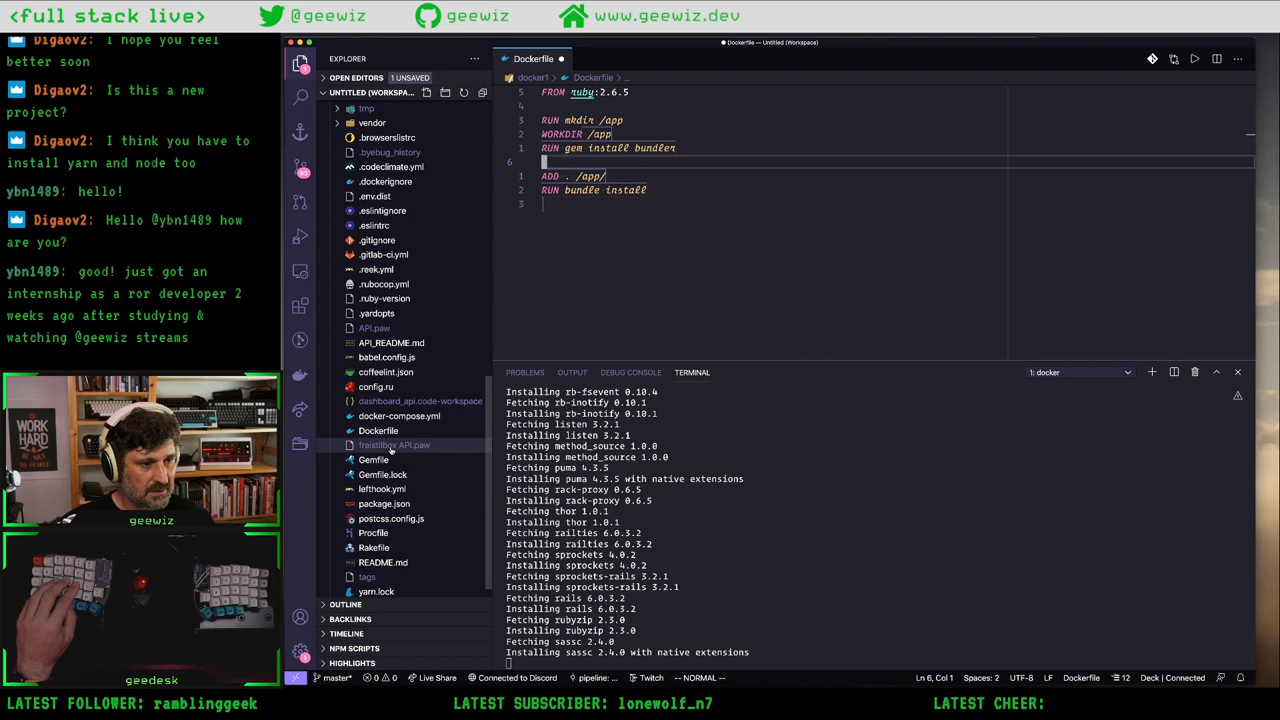 <full stack live>
@geewiz
geewiz
www.geewiz.dev
Digaov2: I hope you feel
better soon
Digaov2: Is this a new
project?
Digaov2: I think you have to
install yarn and node too
ybn1489: hello!
Digaov2: Hello @ybn1489 how
are you?
ybn1489: good! just got an
internship as a ror developer 2
weeks ago after studying &
watching @geewiz streams
WORK
HARD
geewiz
geedesk
Dockerfile — Untitled (Workspace)
EXPLORER
OPEN EDITORS 1 UNSAVED
UNTITLED (WORKSPA...
tmp
vendor
.browserslistrc
.byebug_history
.codeclimate.yml
.dockerignore
.env.dist
.eslintignore
.eslintrc
.gitignore
.gitlab-ci.yml
.reek.yml
.rubocop.yml
.ruby-version
.yardopts
API.paw
API_README.md
babel.config.js
coffeelint.json
config.ru
dashboard_api.code-workspace
docker-compose.yml
Dockerfile
freistilbox API.paw
Gemfile
Gemfile.lock
lefthook.yml
package.json
postcss.config.js
Procfile
Rakefile
README.md
tags
yarn.lock
OUTLINE
BACKLINKS
TIMELINE
NPM SCRIPTS
HIGHLIGHTS
Dockerfile
docker1 > Dockerfile > ...
5 FROM ruby:2.6.5
4
3 RUN mkdir /app
2 WORKDIR /app
1 RUN gem install bundler
6
1 ADD . /app/
2 RUN bundle install
3
PROBLEMS OUTPUT DEBUG CONSOLE TERMINAL 1: docker
Installing rb-fsevent 0.10.4
Fetching rb-inotify 0.10.1
Installing rb-inotify 0.10.1
Fetching listen 3.2.1
Installing listen 3.2.1
Fetching method_source 1.0.0
Installing method_source 1.0.0
Fetching puma 4.3.5
Installing puma 4.3.5 with native extensions
Fetching rack-proxy 0.6.5
Installing rack-proxy 0.6.5
Fetching thor 1.0.1
Installing thor 1.0.1
Fetching railties 6.0.3.2
Installing railties 6.0.3.2
Fetching sprockets 4.0.2
Installing sprockets 4.0.2
Fetching sprockets-rails 3.2.1
Installing sprockets-rails 3.2.1
Fetching rails 6.0.3.2
Installing rails 6.0.3.2
Fetching rubyzip 2.3.0
Installing rubyzip 2.3.0
Fetching sassc 2.4.0
Installing sassc 2.4.0 with native extensions
master* 0 0 Live Share Connected to Discord pipeline: ... Twitch -- NORMAL -- Ln 6, Col 1 Spaces: 2 UTF-8 LF Dockerfile 12 Deck | Connected
LATEST FOLLOWER: ramblinggeek
LATEST SUBSCRIBER: lonewolf_n7
LATEST CHEER: